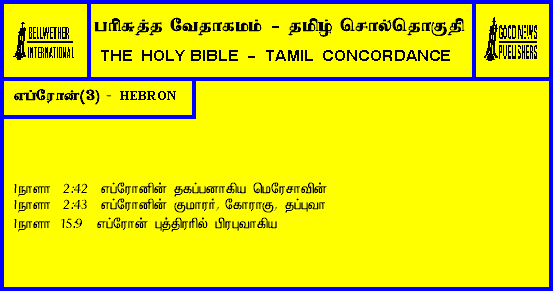 BELLWETHER
INTERNATIONAL
பரிசுத்த வேதாகமம் - தமிழ் சொல்தொகுதி
THE HOLY BIBLE - TAMIL CONCORDANCE
GOOD NEWS
PUBLISHERS
எப்ரோன்(3) - HEBRON
1நாளா 2:42 எப்ரோனின் தகப்பனாகிய மெரேசாவின்
1நாளா 2:43 எப்ரோனின் குமாரர், கோராகு, தப்புவா
1நாளா 15:9 எப்ரோன் புத்திரரில் பிரபுவாகிய